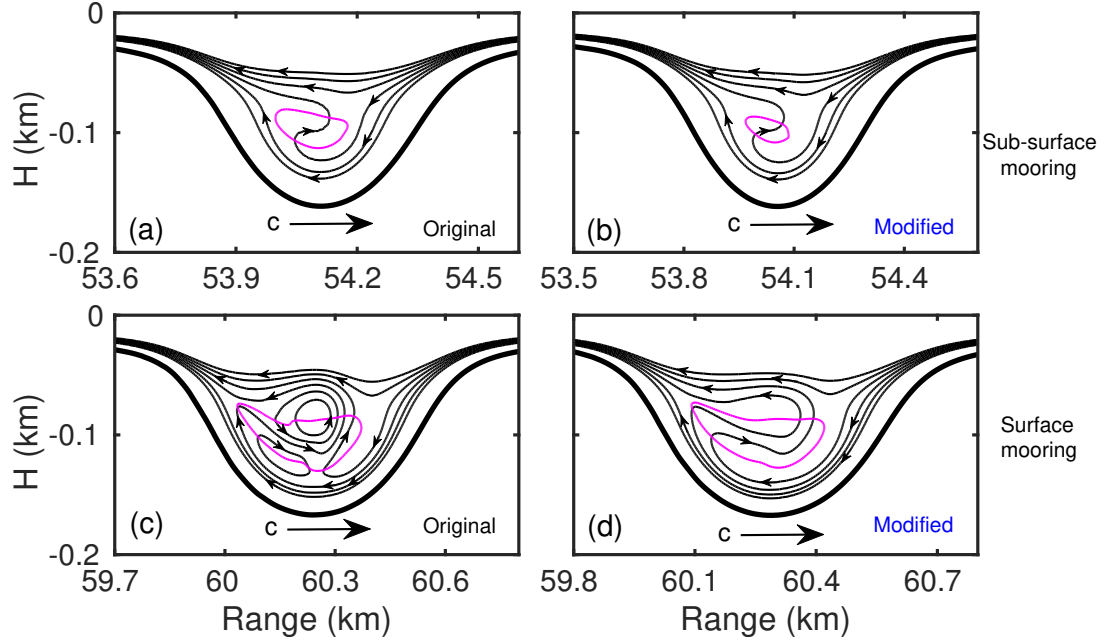 0
-0.1
-0.2
H (km)
(a)
c
Original
53.6
53.9
54.2
54.5
(b)
c
Modified
53.5
53.8
54.1
54.4
Sub-surface
mooring
0
-0.1
-0.2
H (km)
(c)
c
Original
59.7
60
60.3
60.6
Range (km)
(d)
c
Modified
59.8
60.1
60.4
60.7
Range (km)
Surface
mooring